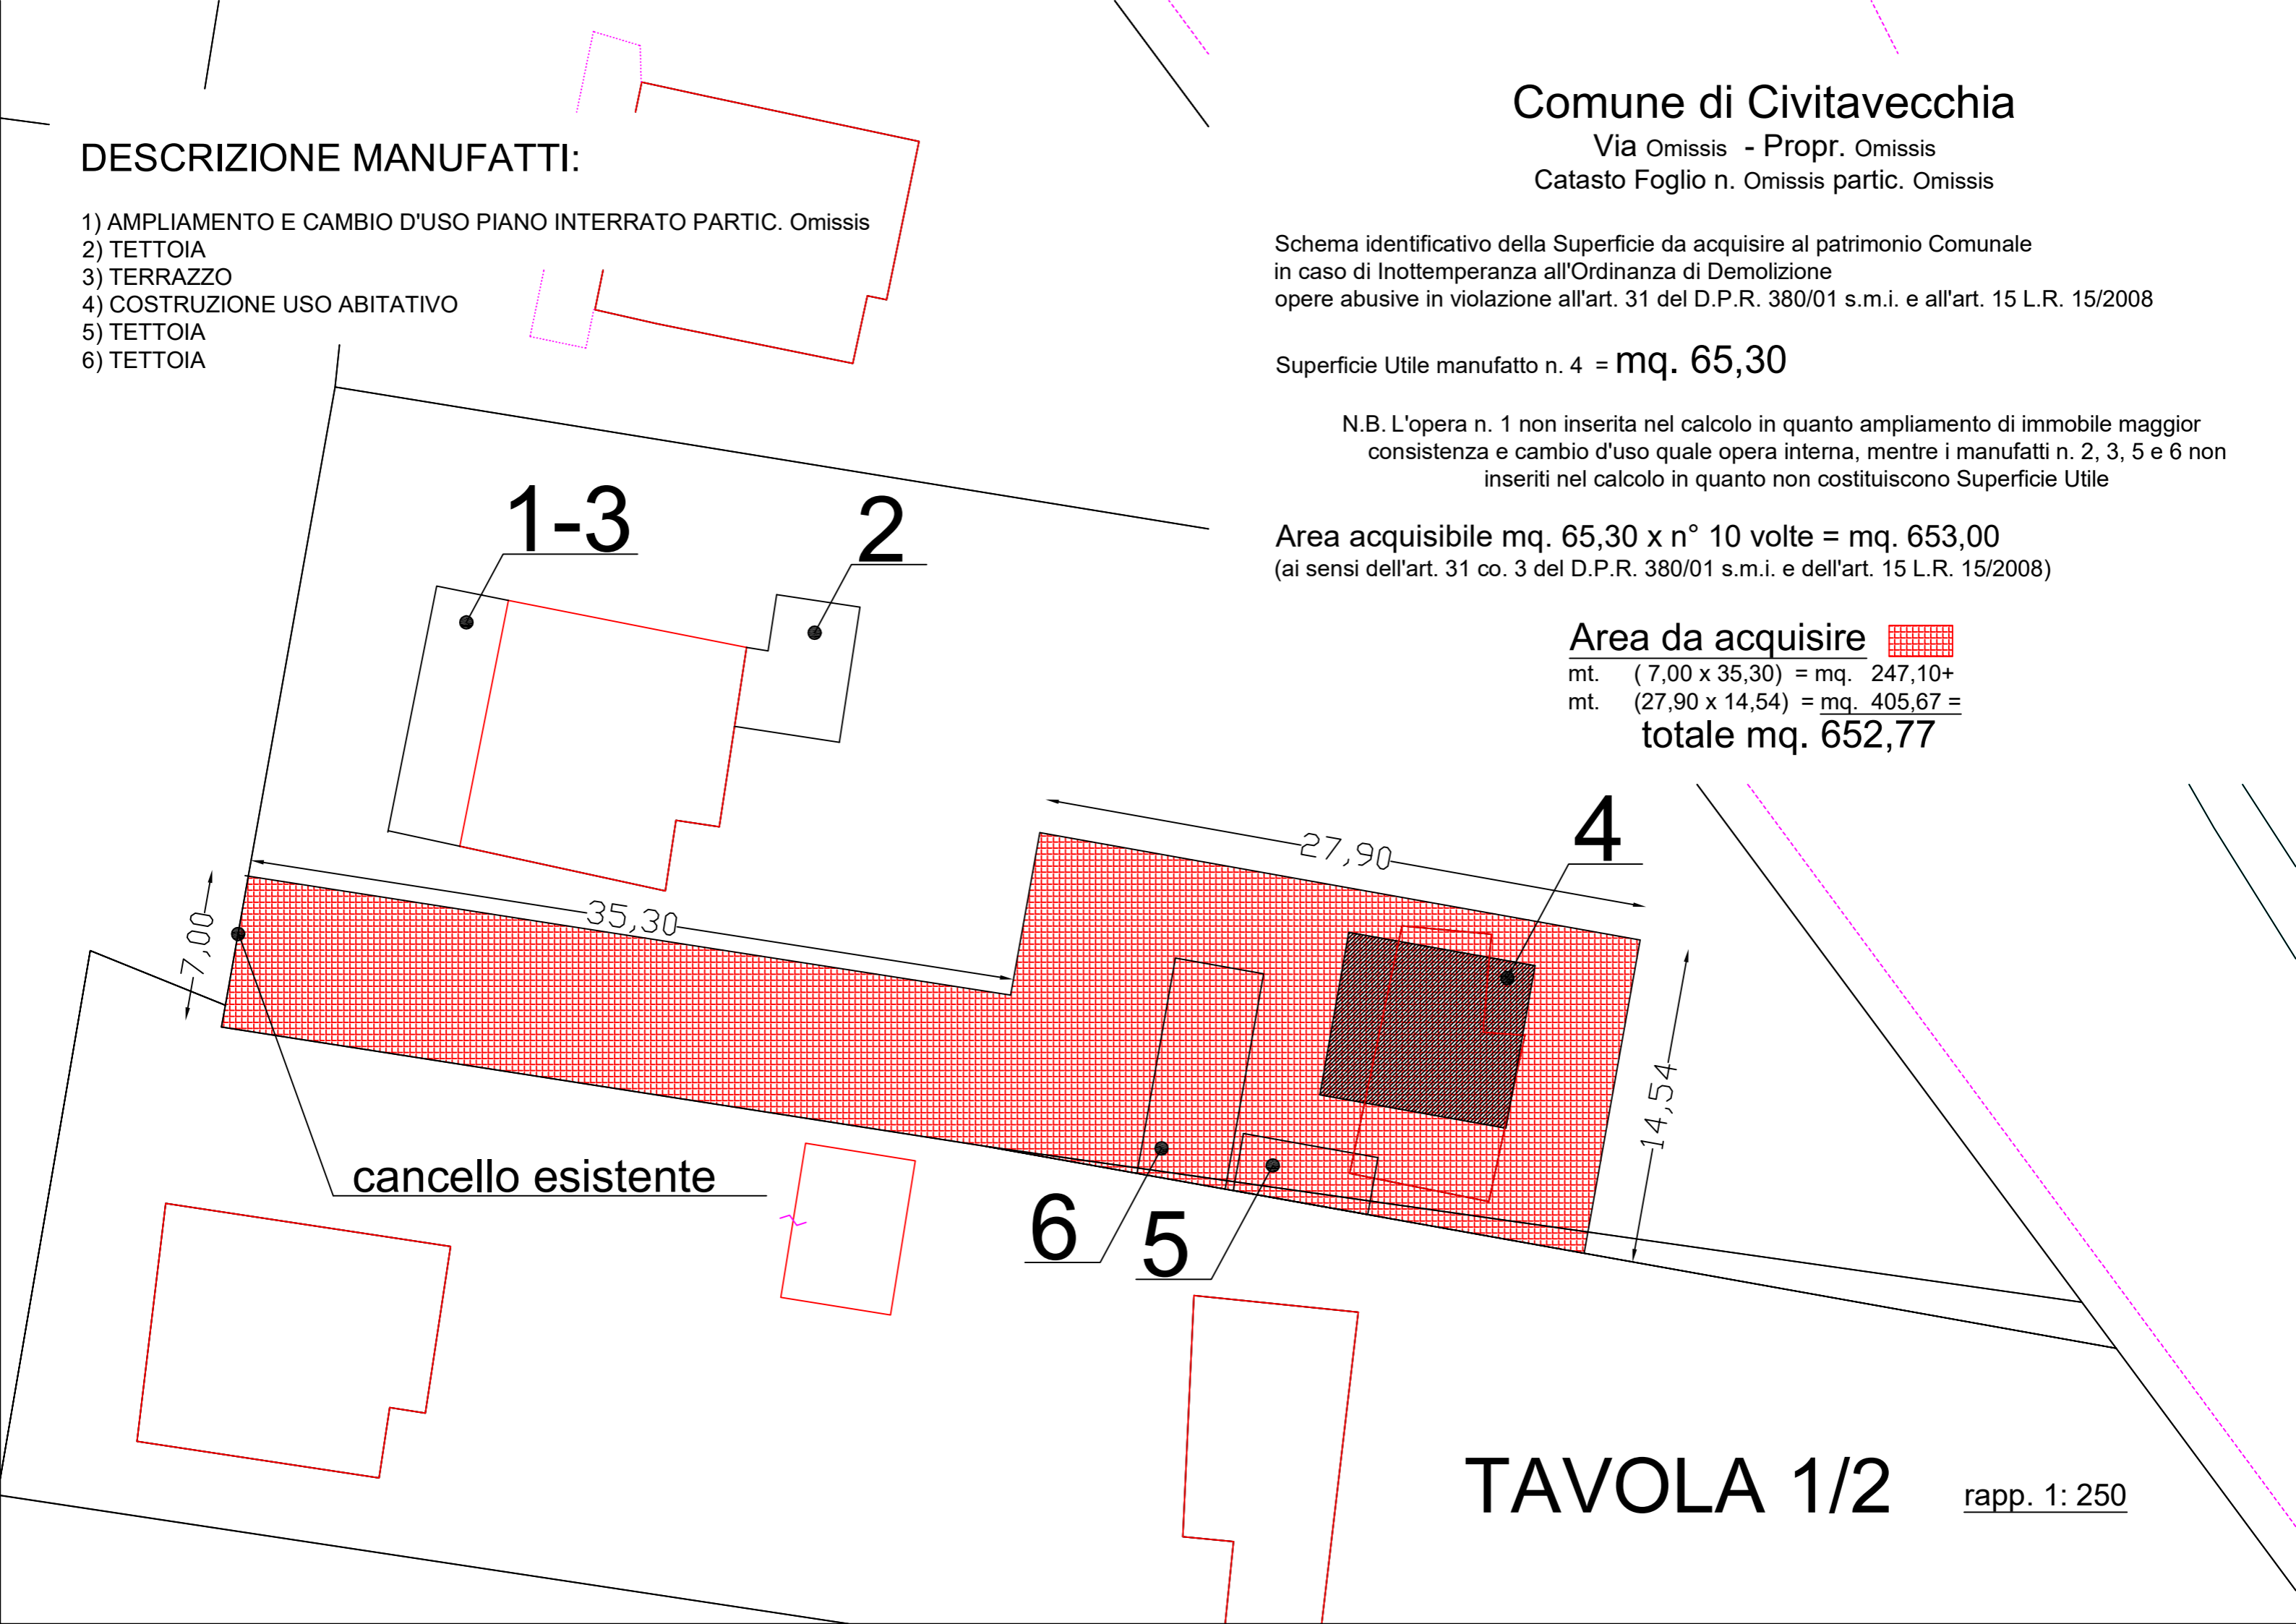 Comune di Civitavecchia
Via Omissis - Propr. Omissis
Catasto Foglio n. Omissis partic. Omissis
DESCRIZIONE MANUFATTI:
1) AMPLIAMENTO E CAMBIO D'USO PIANO INTERRATO PARTIC. Omissis
2) TETTOIA
3) TERRAZZO
4) COSTRUZIONE USO ABITATIVO
5) TETTOIA
6) TETTOIA
Schema identificativo della Superficie da acquisire al patrimonio Comunale
in caso di Inottemperanza all'Ordinanza di Demolizione
opere abusive in violazione all'art. 31 del D.P.R. 380/01 s.m.i. e all'art. 15 L.R. 15/2008
Superficie Utile manufatto n. 4 = mq. 65,30
N.B. L'opera n. 1 non inserita nel calcolo in quanto ampliamento di immobile maggior
consistenza e cambio d'uso quale opera interna, mentre i manufatti n. 2, 3, 5 e 6 non
inseriti nel calcolo in quanto non costituiscono Superficie Utile
Area acquisibile mq. 65,30 x n° 10 volte = mq. 653,00
(ai sensi dell'art. 31 co. 3 del D.P.R. 380/01 s.m.i. e dell'art. 15 L.R. 15/2008)
Area da acquisire
mt. ( 7,00 x 35,30) = mq. 247,10+
mt. (27,90 x 14,54) = mq. 405,67 =
totale mq. 652,77
1-3
2
4
27,90
35,30
7,00
14,54
cancello esistente
6
5
TAVOLA 1/2
rapp. 1: 250